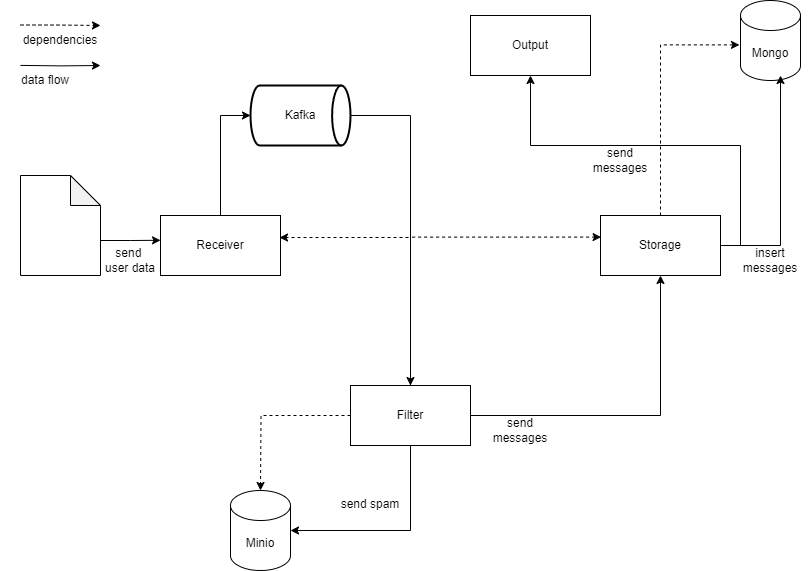 dependencies
data flow
Output
Mongo
Kafka
send
messages
send
user data
Receiver
Storage
insert
messages
Filter
send
messages
send spam
Minio